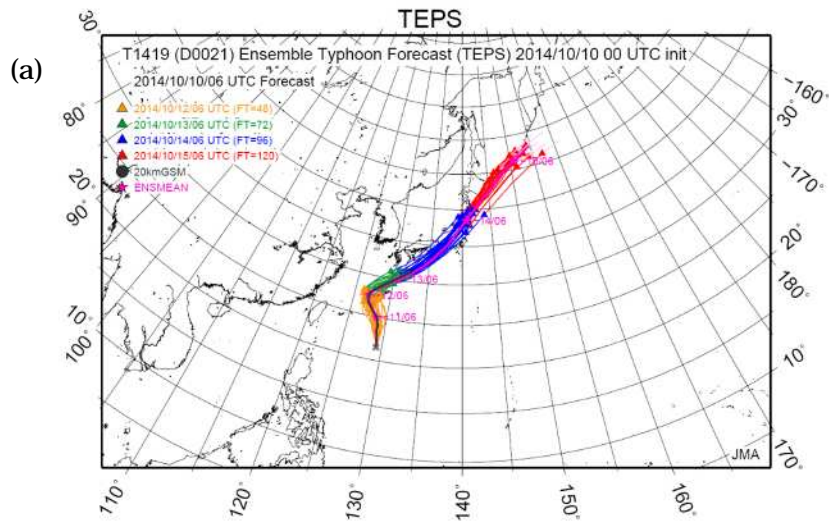 TEPS
(a)
T1419 (D0021) Ensemble Typhoon Forecast (TEPS) 2014/10/10 00 UTC init
2014/10/10/06 UTC Forecast
2014/10/12/06 UTC (FT=48)
2014/10/13/06 UTC (FT=72)
2014/10/14/06 UTC (FT=96)
2014/10/15/06 UTC (FT=120)
20kmGSM
ENSMEAN
14/06
13/06
12/06
11/06
30°
80°
20°
90°
10°
100°
110°
120°
130°
140°
150°
160°
170°
10°
180°
20°
-170°
30°
-160°
JMA